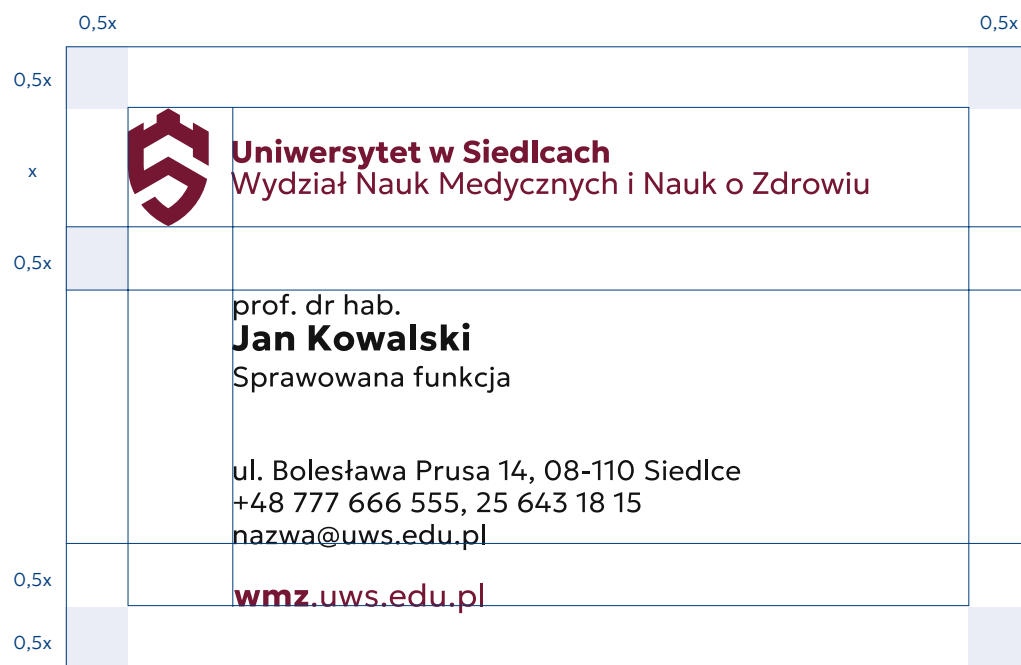 0,5x 0,5x
0,5x
x
Uniwersytet w Siedlcach
Wydział Nauk Medycznych i Nauk o Zdrowiu
0,5x
prof. dr hab.
Jan Kowalski
Sprawowana funkcja
ul. Bolesława Prusa 14, 08-110 Siedlce
+48 777 666 555, 25 643 18 15
nazwa@uws.edu.pl
0,5x
wmz.uws.edu.pl
0,5x